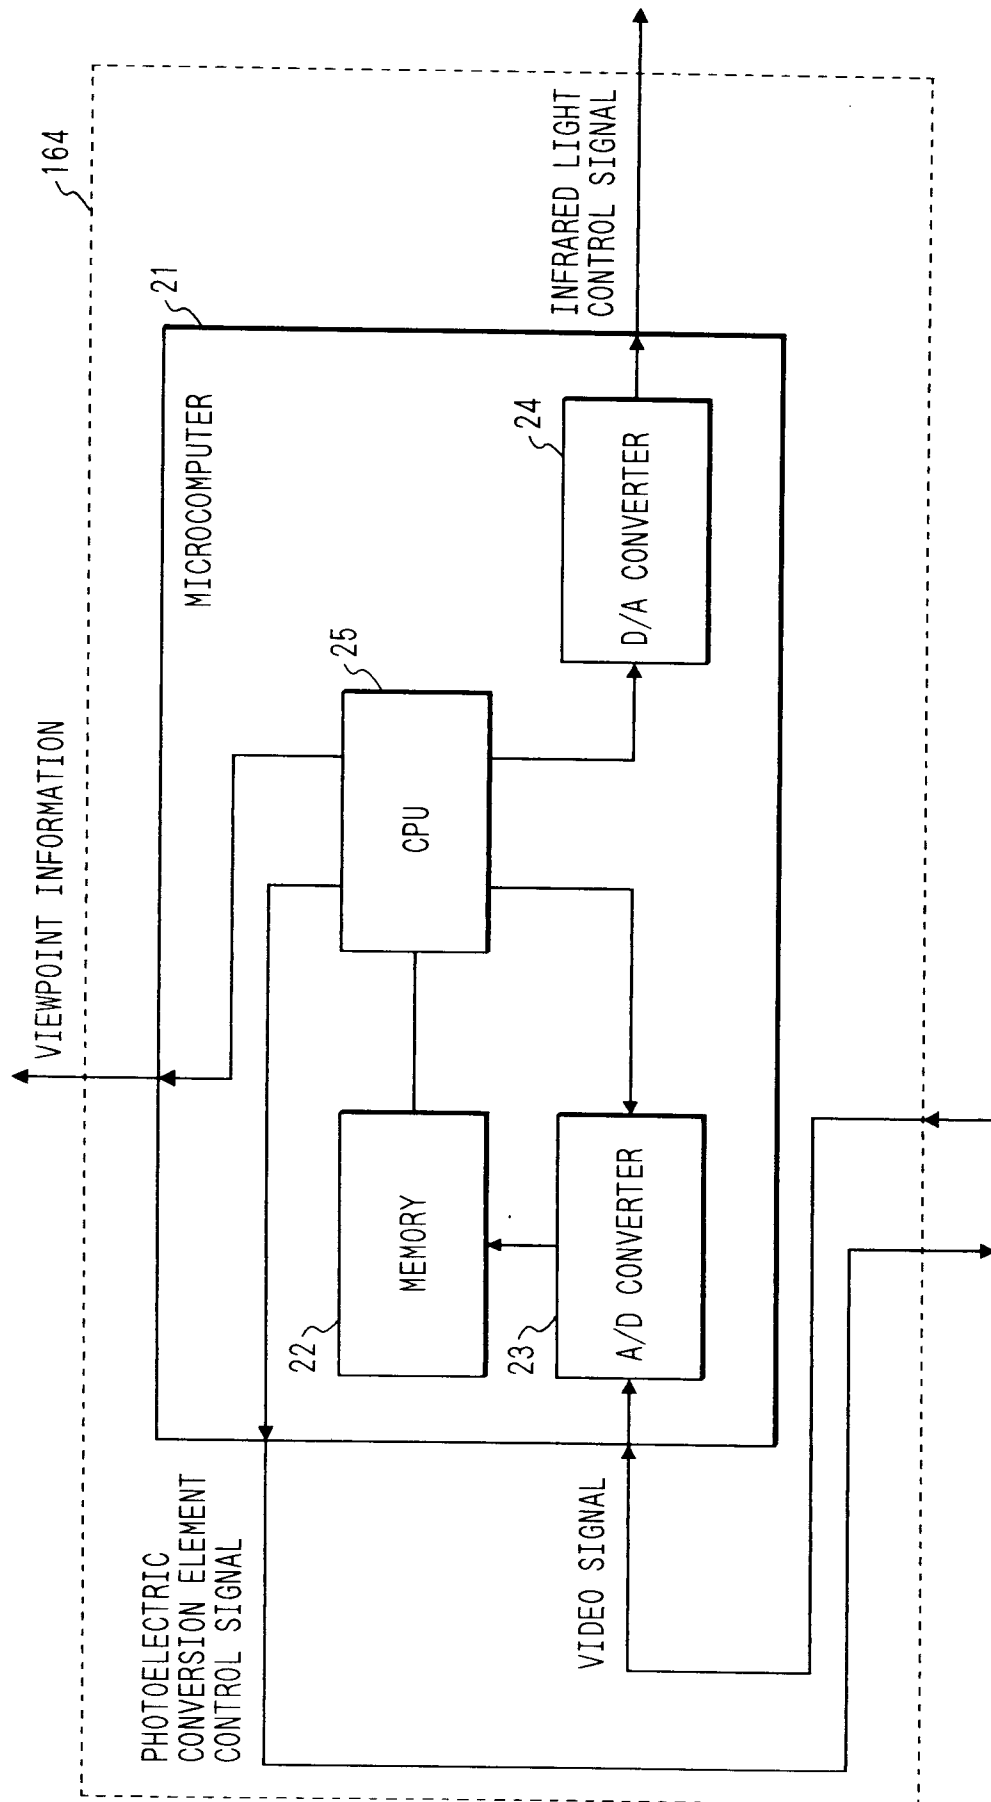 164
VIEWPOINT INFORMATION
21
MICROCOMPUTER
PHOTOELECTRIC
CONVERSION ELEMENT
CONTROL SIGNAL
22
MEMORY
25
CPU
INFRARED LIGHT
CONTROL SIGNAL
24
D/A CONVERTER
23
A/D CONVERTER
VIDEO SIGNAL